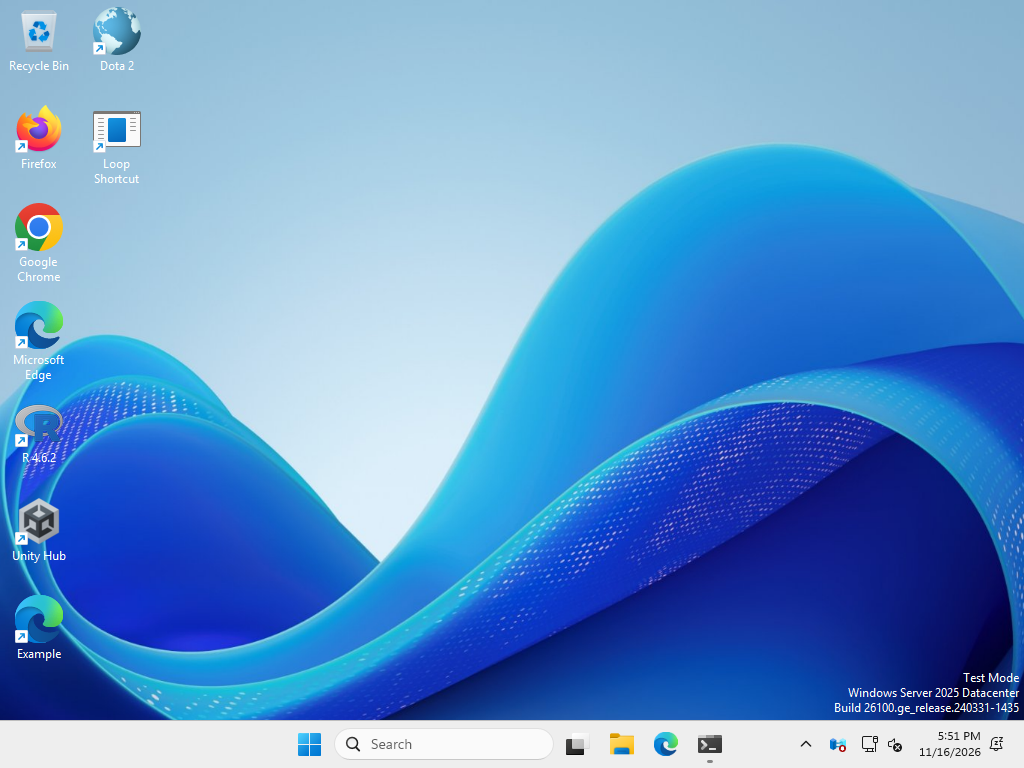 Recycle Bin
Dota 2
Firefox
Loop
Shortcut
Google
Chrome
Microsoft
Edge
R 4.6.2
Unity Hub
Example
Test Mode
Windows Server 2025 Datacenter
Build 26100.ge_release.240331-1435
Search
5:51 PM
11/16/2026